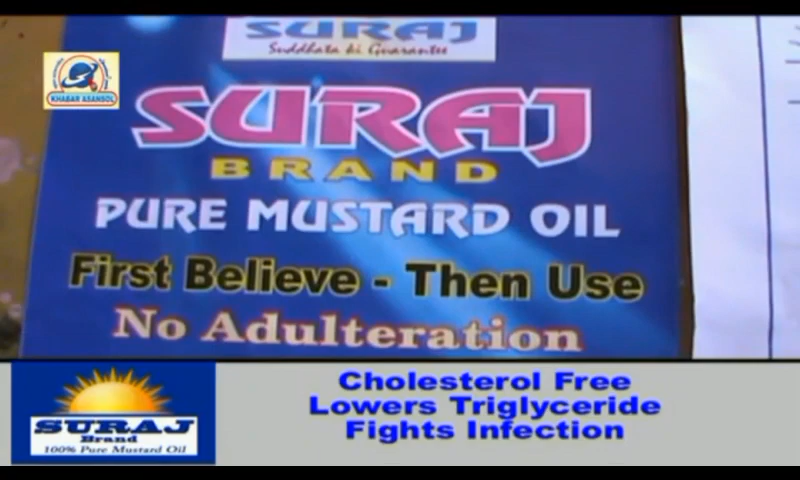 SURAJ
Suddhata ki Guarantee
KHABAR ASANSOL
SURAJ
BRAND
PURE MUSTARD OIL
First Believe - Then Use
No Adulteration
SURAJ
Brand
100% Pure Mustard Oil
Cholesterol Free
Lowers Triglyceride
Fights Infection